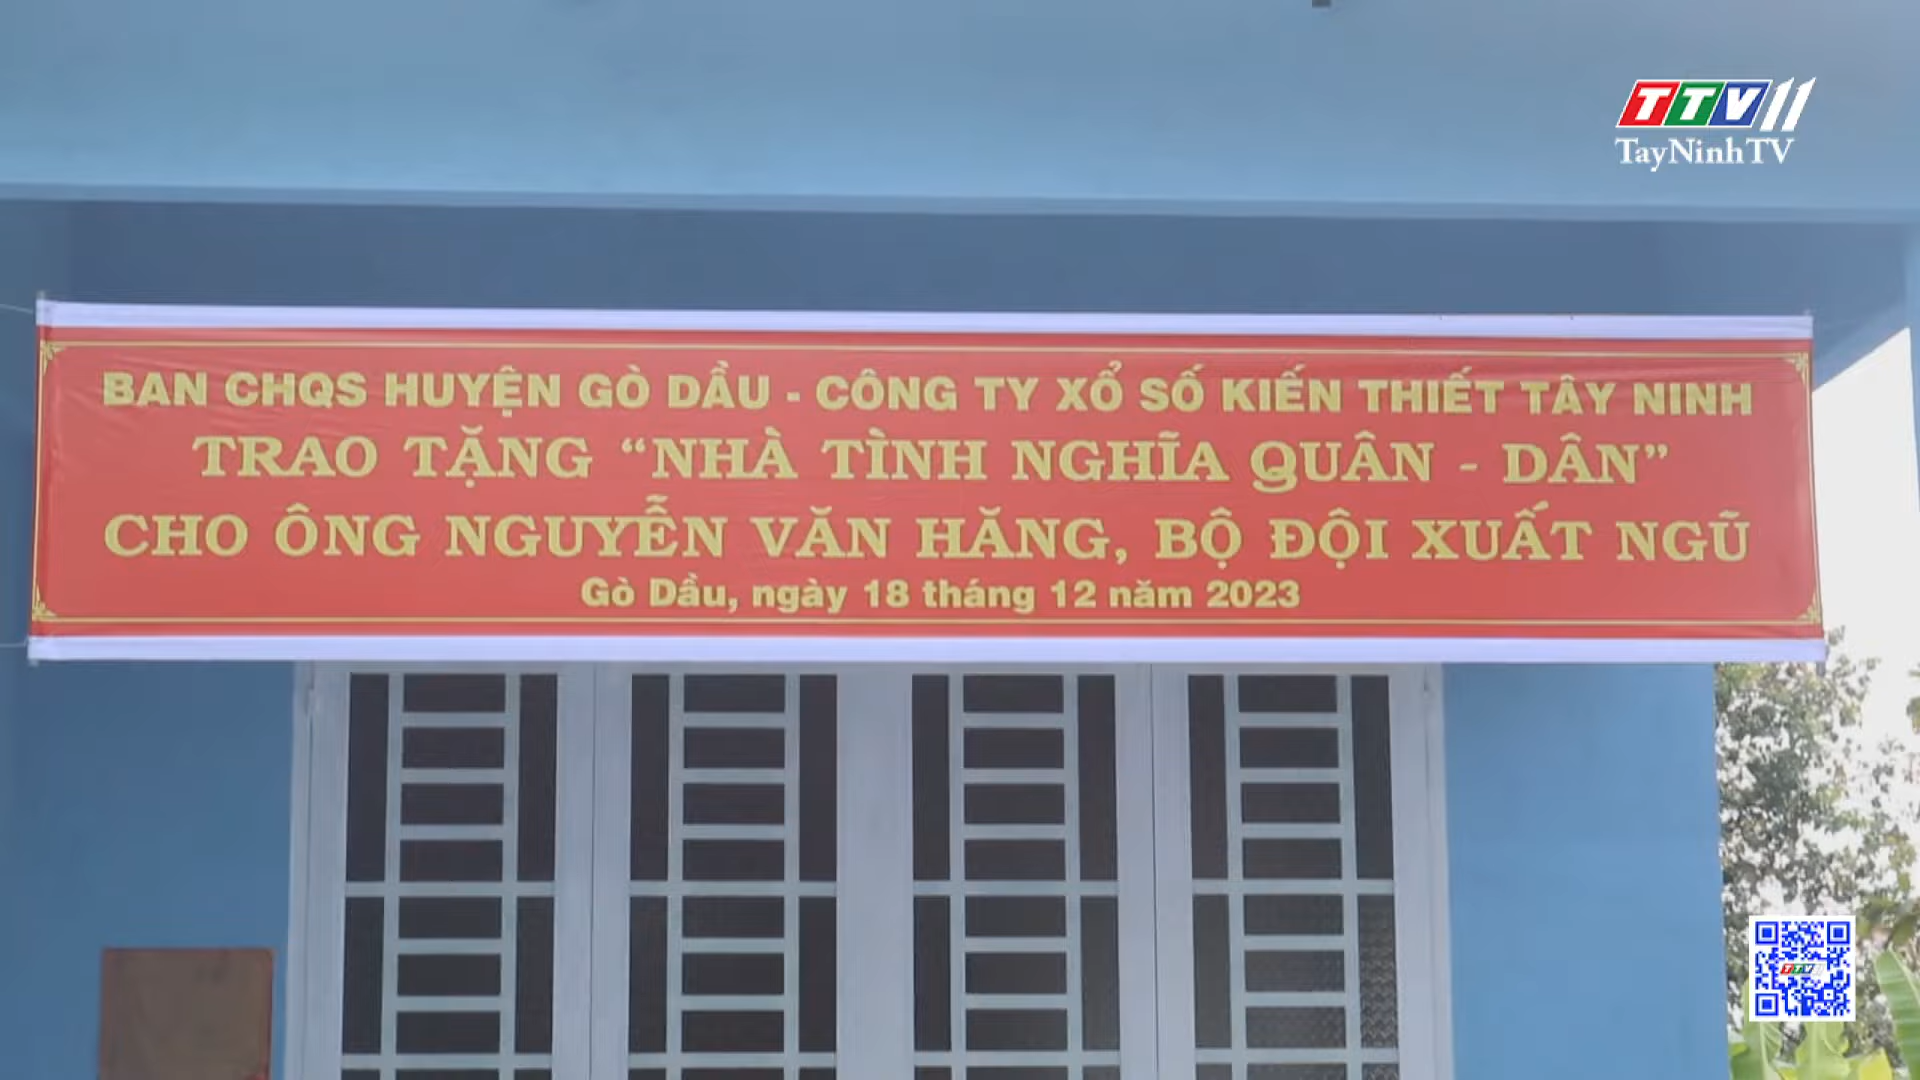 TTV11
TayNinhTV
BAN CHQS HUYỆN GÒ DẦU - CÔNG TY XỔ SỐ KIẾN THIẾT TÂY NINH
TRAO TẶNG “NHÀ TÌNH NGHĨA QUÂN - DÂN”
CHO ÔNG NGUYỄN VĂN HĂNG, BỘ ĐỘI XUẤT NGŨ
Gò Dầu, ngày 18 tháng 12 năm 2023
TTV11